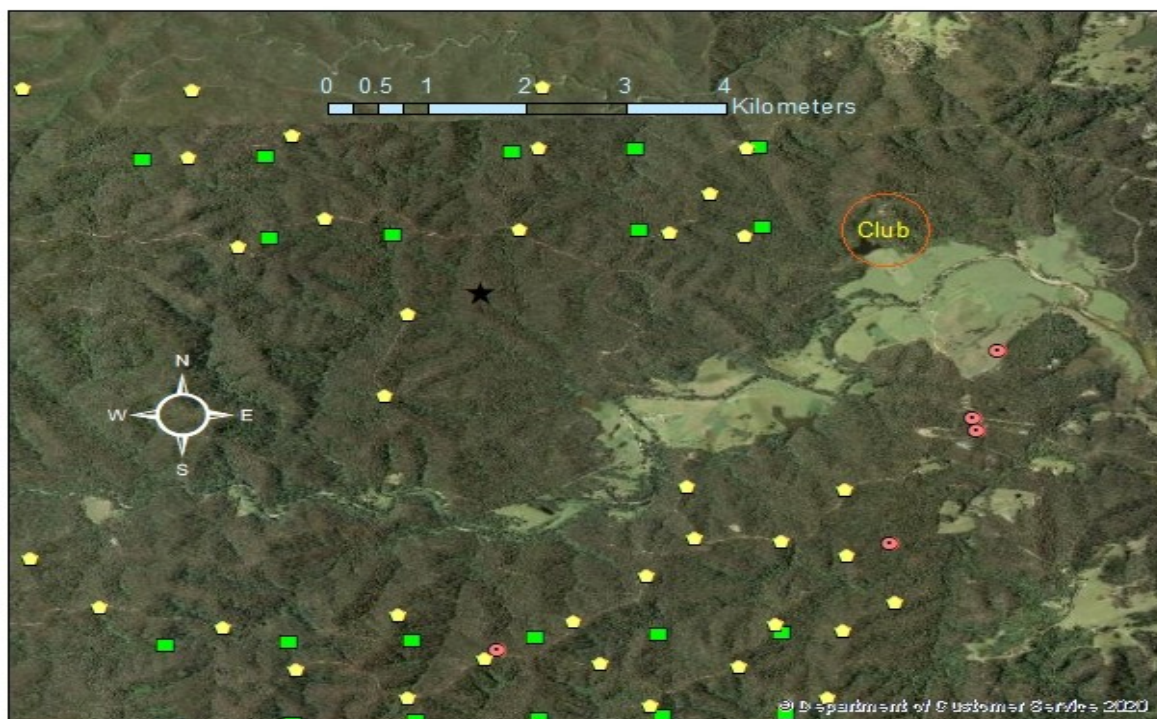 0 0.5 1 2 3 4
Kilometers
Club
N
W E
S
© Department of Customer Service 2020